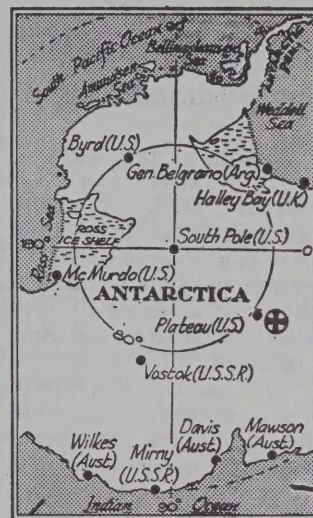 South Pacific Ocean
Bellinghausen
Sea
Amundsen
Sea
Weddell
Sea
Byrd (U.S.)
Gen. Belgrano (Arg.)
Halley Bay (U.K.)
Ross Sea
ROSS
ICE SHELF
180°
South Pole (U.S.)
0
McMurdo (U.S.)
ANTARCTICA
Plateau (U.S.)
80°
Vostok (U.S.S.R.)
Wilkes
(Aust.)
Mirny
(U.S.S.R.)
Davis
(Aust.)
Mawson
(Aust.)
Indian 90° Ocean